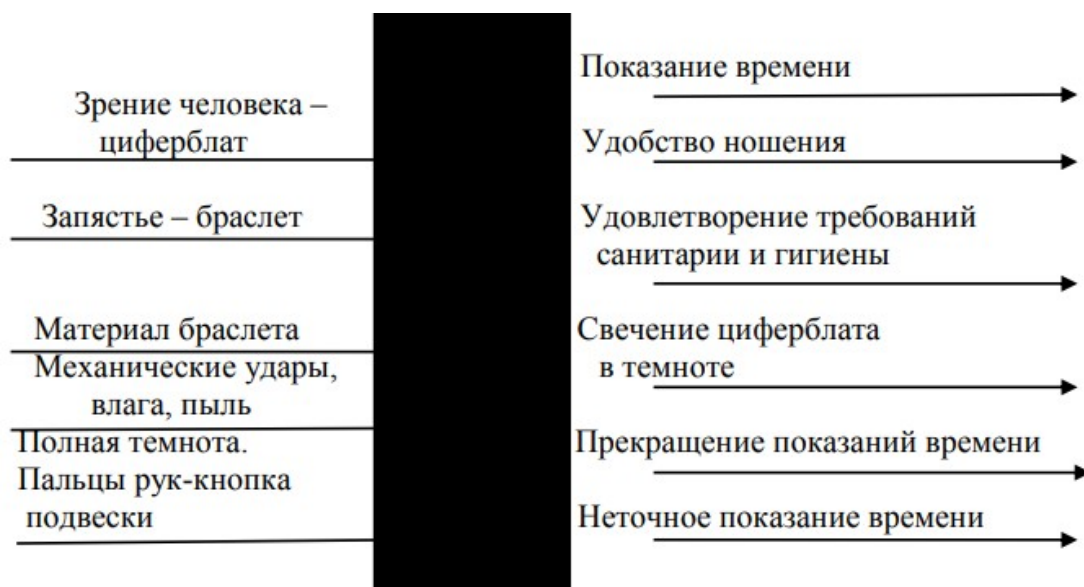 Зрение человека –
циферблат
Запястье – браслет
Материал браслета
Механические удары,
влага, пыль
Полная темнота.
Пальцы рук-кнопка
подвески
Показание времени
Удобство ношения
Удовлетворение требований
санитарии и гигиены
Свечение циферблата
в темноте
Прекращение показаний времени
Неточное показание времени